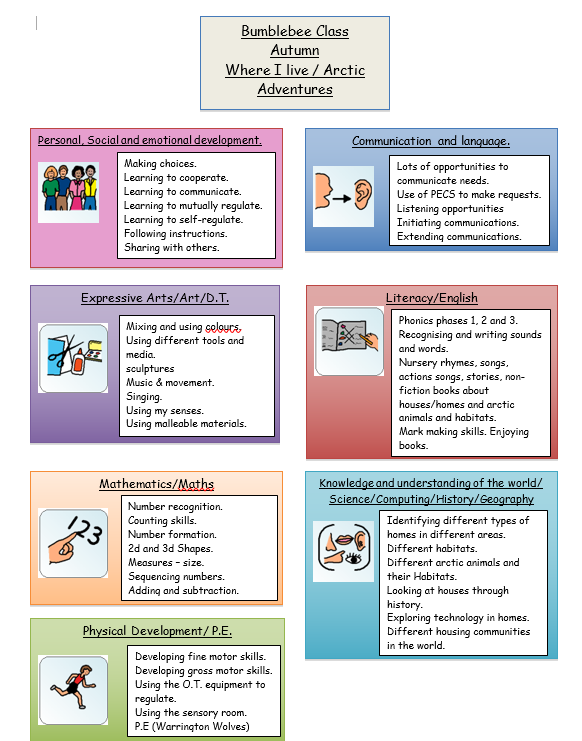 Bumblebee Class
Autumn
Where I live / Arctic
Adventures
Personal, Social and emotional development.
Making choices.
Learning to cooperate.
Learning to communicate.
Learning to mutually regulate.
Learning to self-regulate.
Following instructions.
Sharing with others.
Communication and language.
Lots of opportunities to
communicate needs.
Use of PECS to make requests.
Listening opportunities
Initiating communications.
Extending communications.
Expressive Arts/Art/D.T.
Mixing and using colours.
Using different tools and
media.
sculptures
Music & movement.
Singing.
Using my senses.
Using malleable materials.
Literacy/English
Phonics phases 1, 2 and 3.
Recognising and writing sounds
and words.
Nursery rhymes, songs,
actions songs, stories, non-
fiction books about
houses/homes and arctic
animals and habitats.
Mark making skills. Enjoying
books.
Mathematics/Maths
123
Number recognition.
Counting skills.
Number formation.
2d and 3d Shapes.
Measures – size.
Sequencing numbers.
Adding and subtraction.
Knowledge and understanding of the world/
Science/Computing/History/Geography
Identifying different types of
homes in different areas.
Different habitats.
Different arctic animals and
their Habitats.
Looking at houses through
history.
Exploring technology in homes.
Different housing communities
in the world.
Physical Development/ P.E.
Developing fine motor skills.
Developing gross motor skills.
Using the O.T. equipment to
regulate.
Using the sensory room.
P.E (Warrington Wolves)